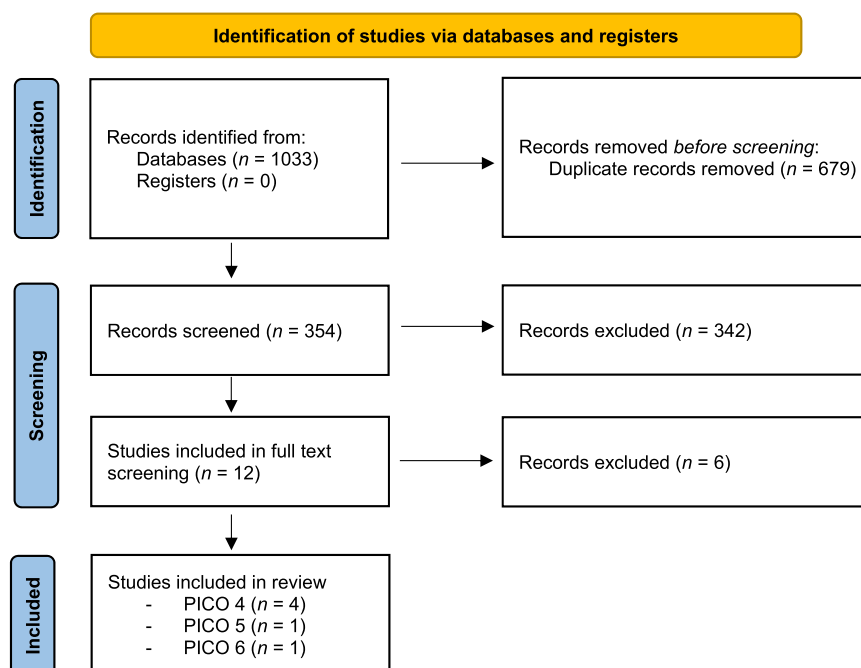 Identification of studies via databases and registers
Identification
Records identified from:
Databases (n = 1033)
Registers (n = 0)
Records removed before screening:
Duplicate records removed (n = 679)
Screening
Records screened (n = 354)
Records excluded (n = 342)
Studies included in full text
screening (n = 12)
Records excluded (n = 6)
Included
Studies included in review
- PICO 4 (n = 4)
- PICO 5 (n = 1)
- PICO 6 (n = 1)